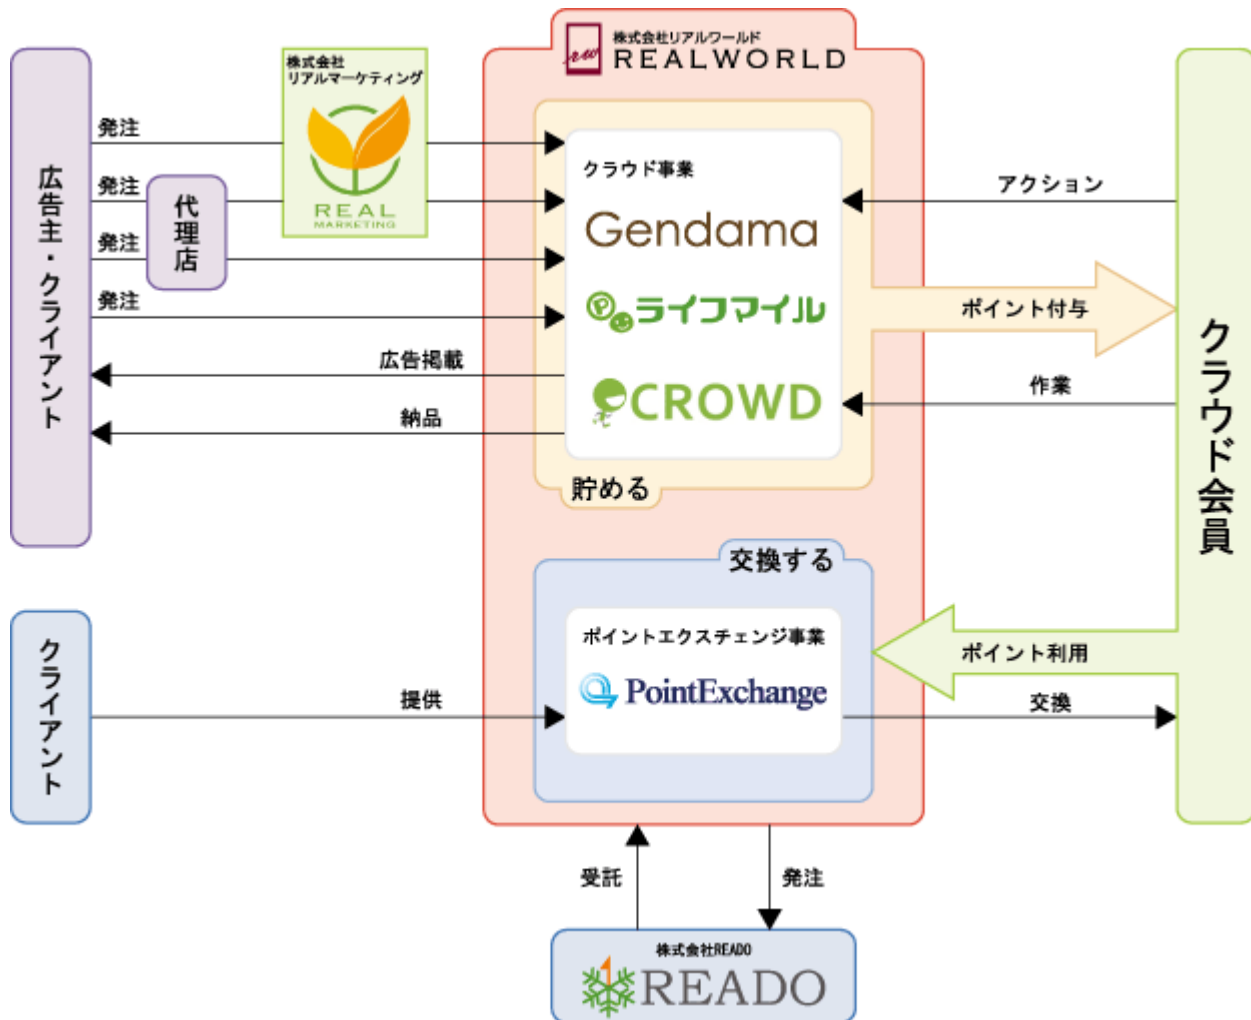 株式会社リアルワールド
rw
REALWORLD
株式会社
リアルマーケティング
REAL
MARKETING
広告主・クライアント
代理店
発注
発注
発注
発注
広告掲載
納品
クラウド事業
Gendama
P
ライフマイル
CROWD
貯める
アクション
ポイント付与
作業
クラウド会員
交換する
ポイントエクスチェンジ事業
PointExchange
クライアント
提供
ポイント利用
交換
受託
発注
株式会社READO
READO